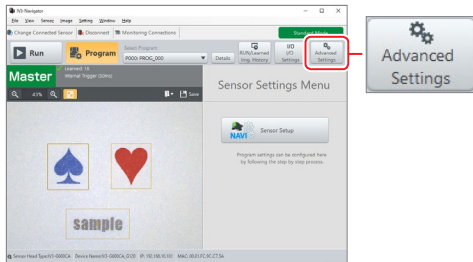 IV3-Navigator
File View Sensor Image Setting Window Help
Change Connected Sensor Disconnect Monitoring Connections Standard Mode
Run Program Select Program
P000: PROG_000 Details RUN/Learned Img. History I/O I/O Settings Advanced Settings
Advanced
Settings
Master Learned: 10
Internal Trigger (50ms)
45% Save
Sensor Settings Menu
NAVI Sensor Setup
Program settings can be configured here
by following the step by step process.
sample